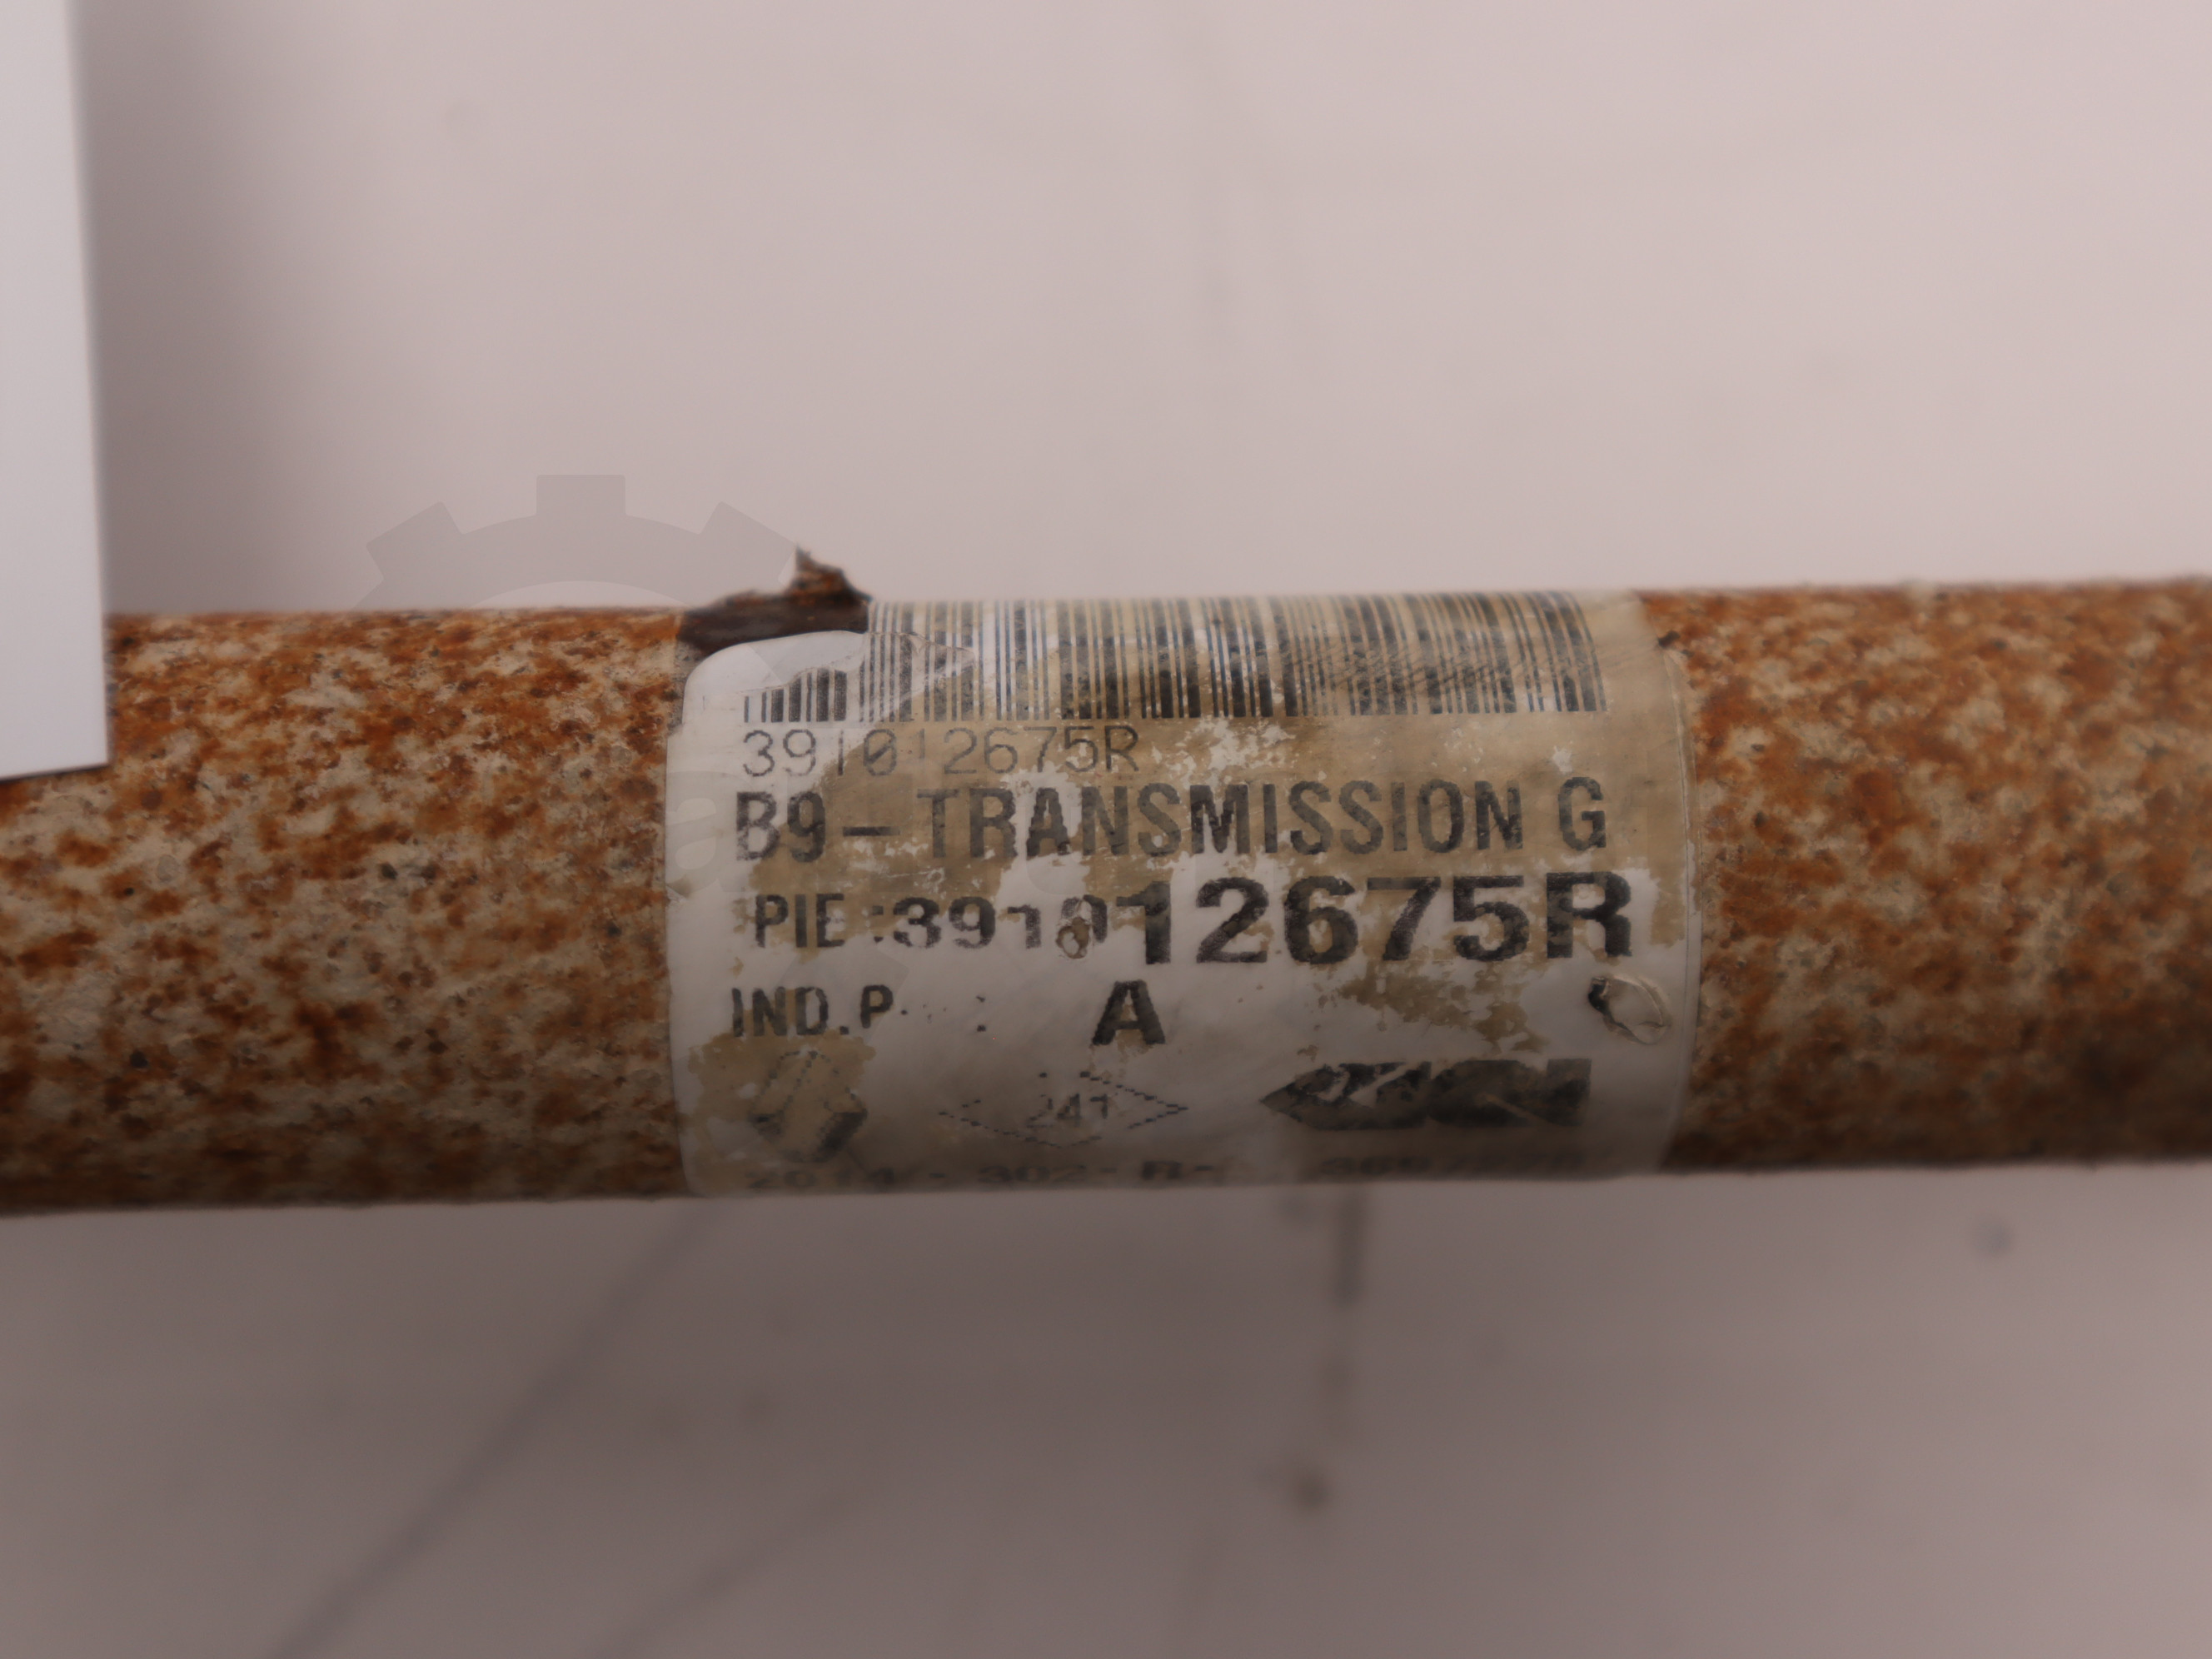 391012675R
B9-TRANSMISSION G
PIE:391012675R
IND.P : A